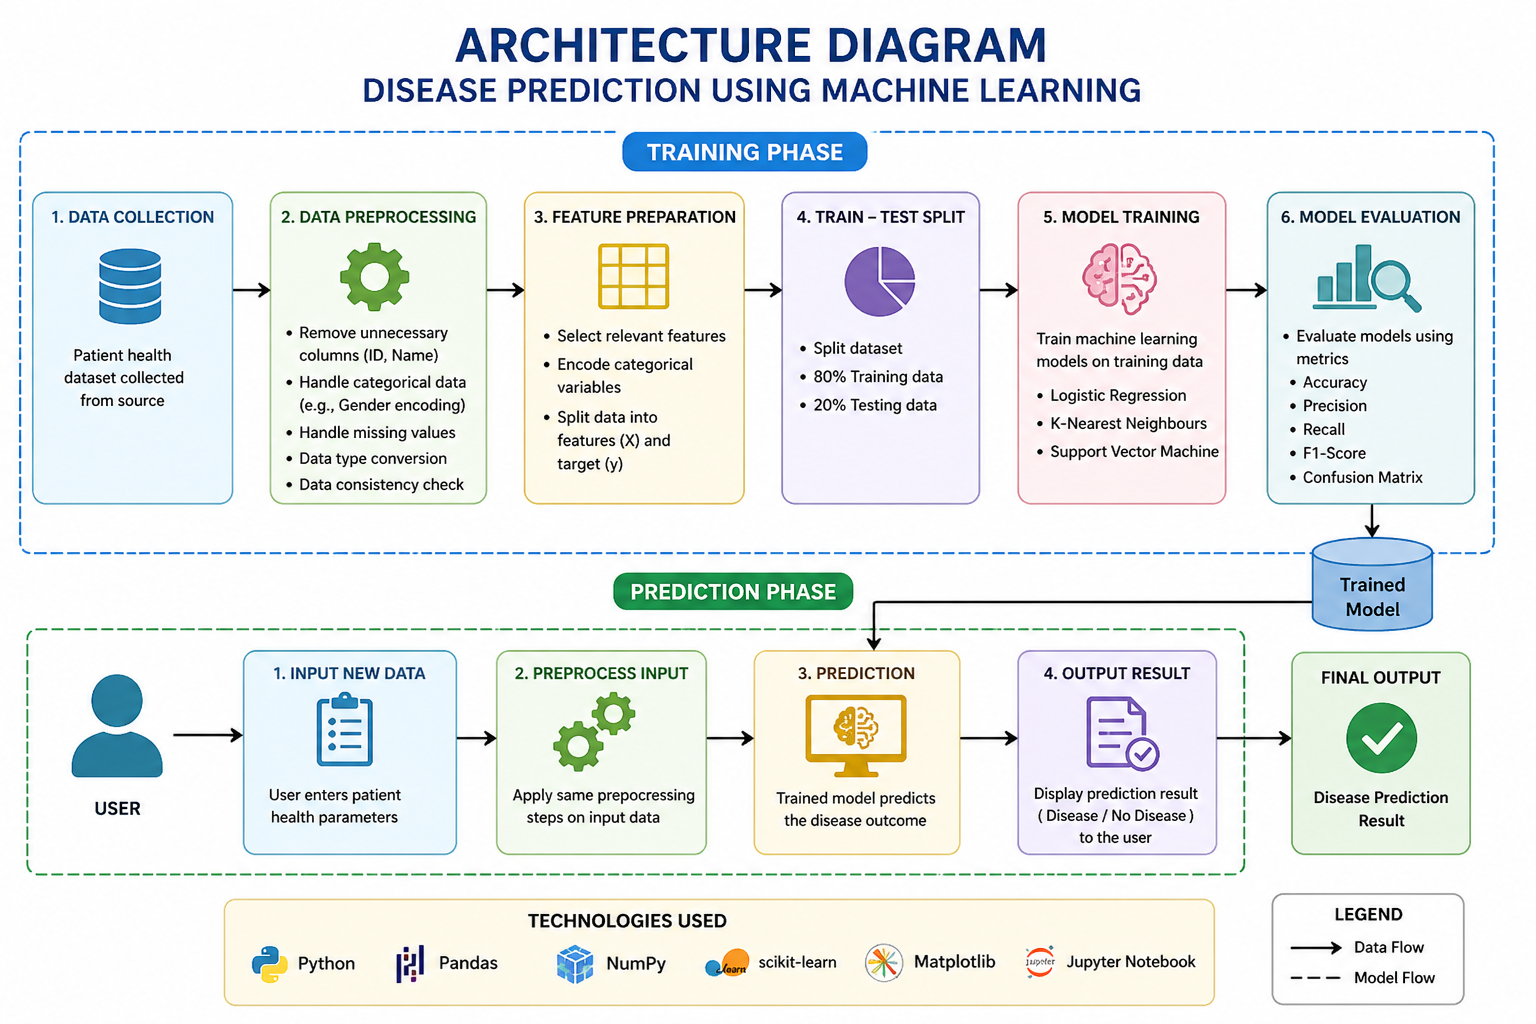 ARCHITECTURE DIAGRAM
DISEASE PREDICTION USING MACHINE LEARNING
TRAINING PHASE
1. DATA COLLECTION
Patient health
dataset collected
from source
2. DATA PREPROCESSING
• Remove unnecessary
columns (ID, Name)
• Handle categorical data
(e.g., Gender encoding)
• Handle missing values
• Data type conversion
• Data consistency check
3. FEATURE PREPARATION
• Select relevant features
• Encode categorical
variables
• Split data into
features (X) and
target (y)
4. TRAIN – TEST SPLIT
• Split dataset
• 80% Training data
• 20% Testing data
5. MODEL TRAINING
Train machine learning
models on training data
• Logistic Regression
• K-Nearest Neighbours
• Support Vector Machine
6. MODEL EVALUATION
• Evaluate models using
metrics
• Accuracy
• Precision
• Recall
• F1-Score
• Confusion Matrix
Trained
Model
PREDICTION PHASE
USER
1. INPUT NEW DATA
User enters patient
health parameters
2. PREPROCESS INPUT
Apply same prepocressing
steps on input data
3. PREDICTION
Trained model predicts
the disease outcome
4. OUTPUT RESULT
Display prediction result
( Disease / No Disease )
to the user
FINAL OUTPUT
Disease Prediction
Result
TECHNOLOGIES USED
Python
Pandas
NumPy
learn
scikit-learn
Matplotlib
jupyter
Jupyter Notebook
LEGEND
Data Flow
Model Flow